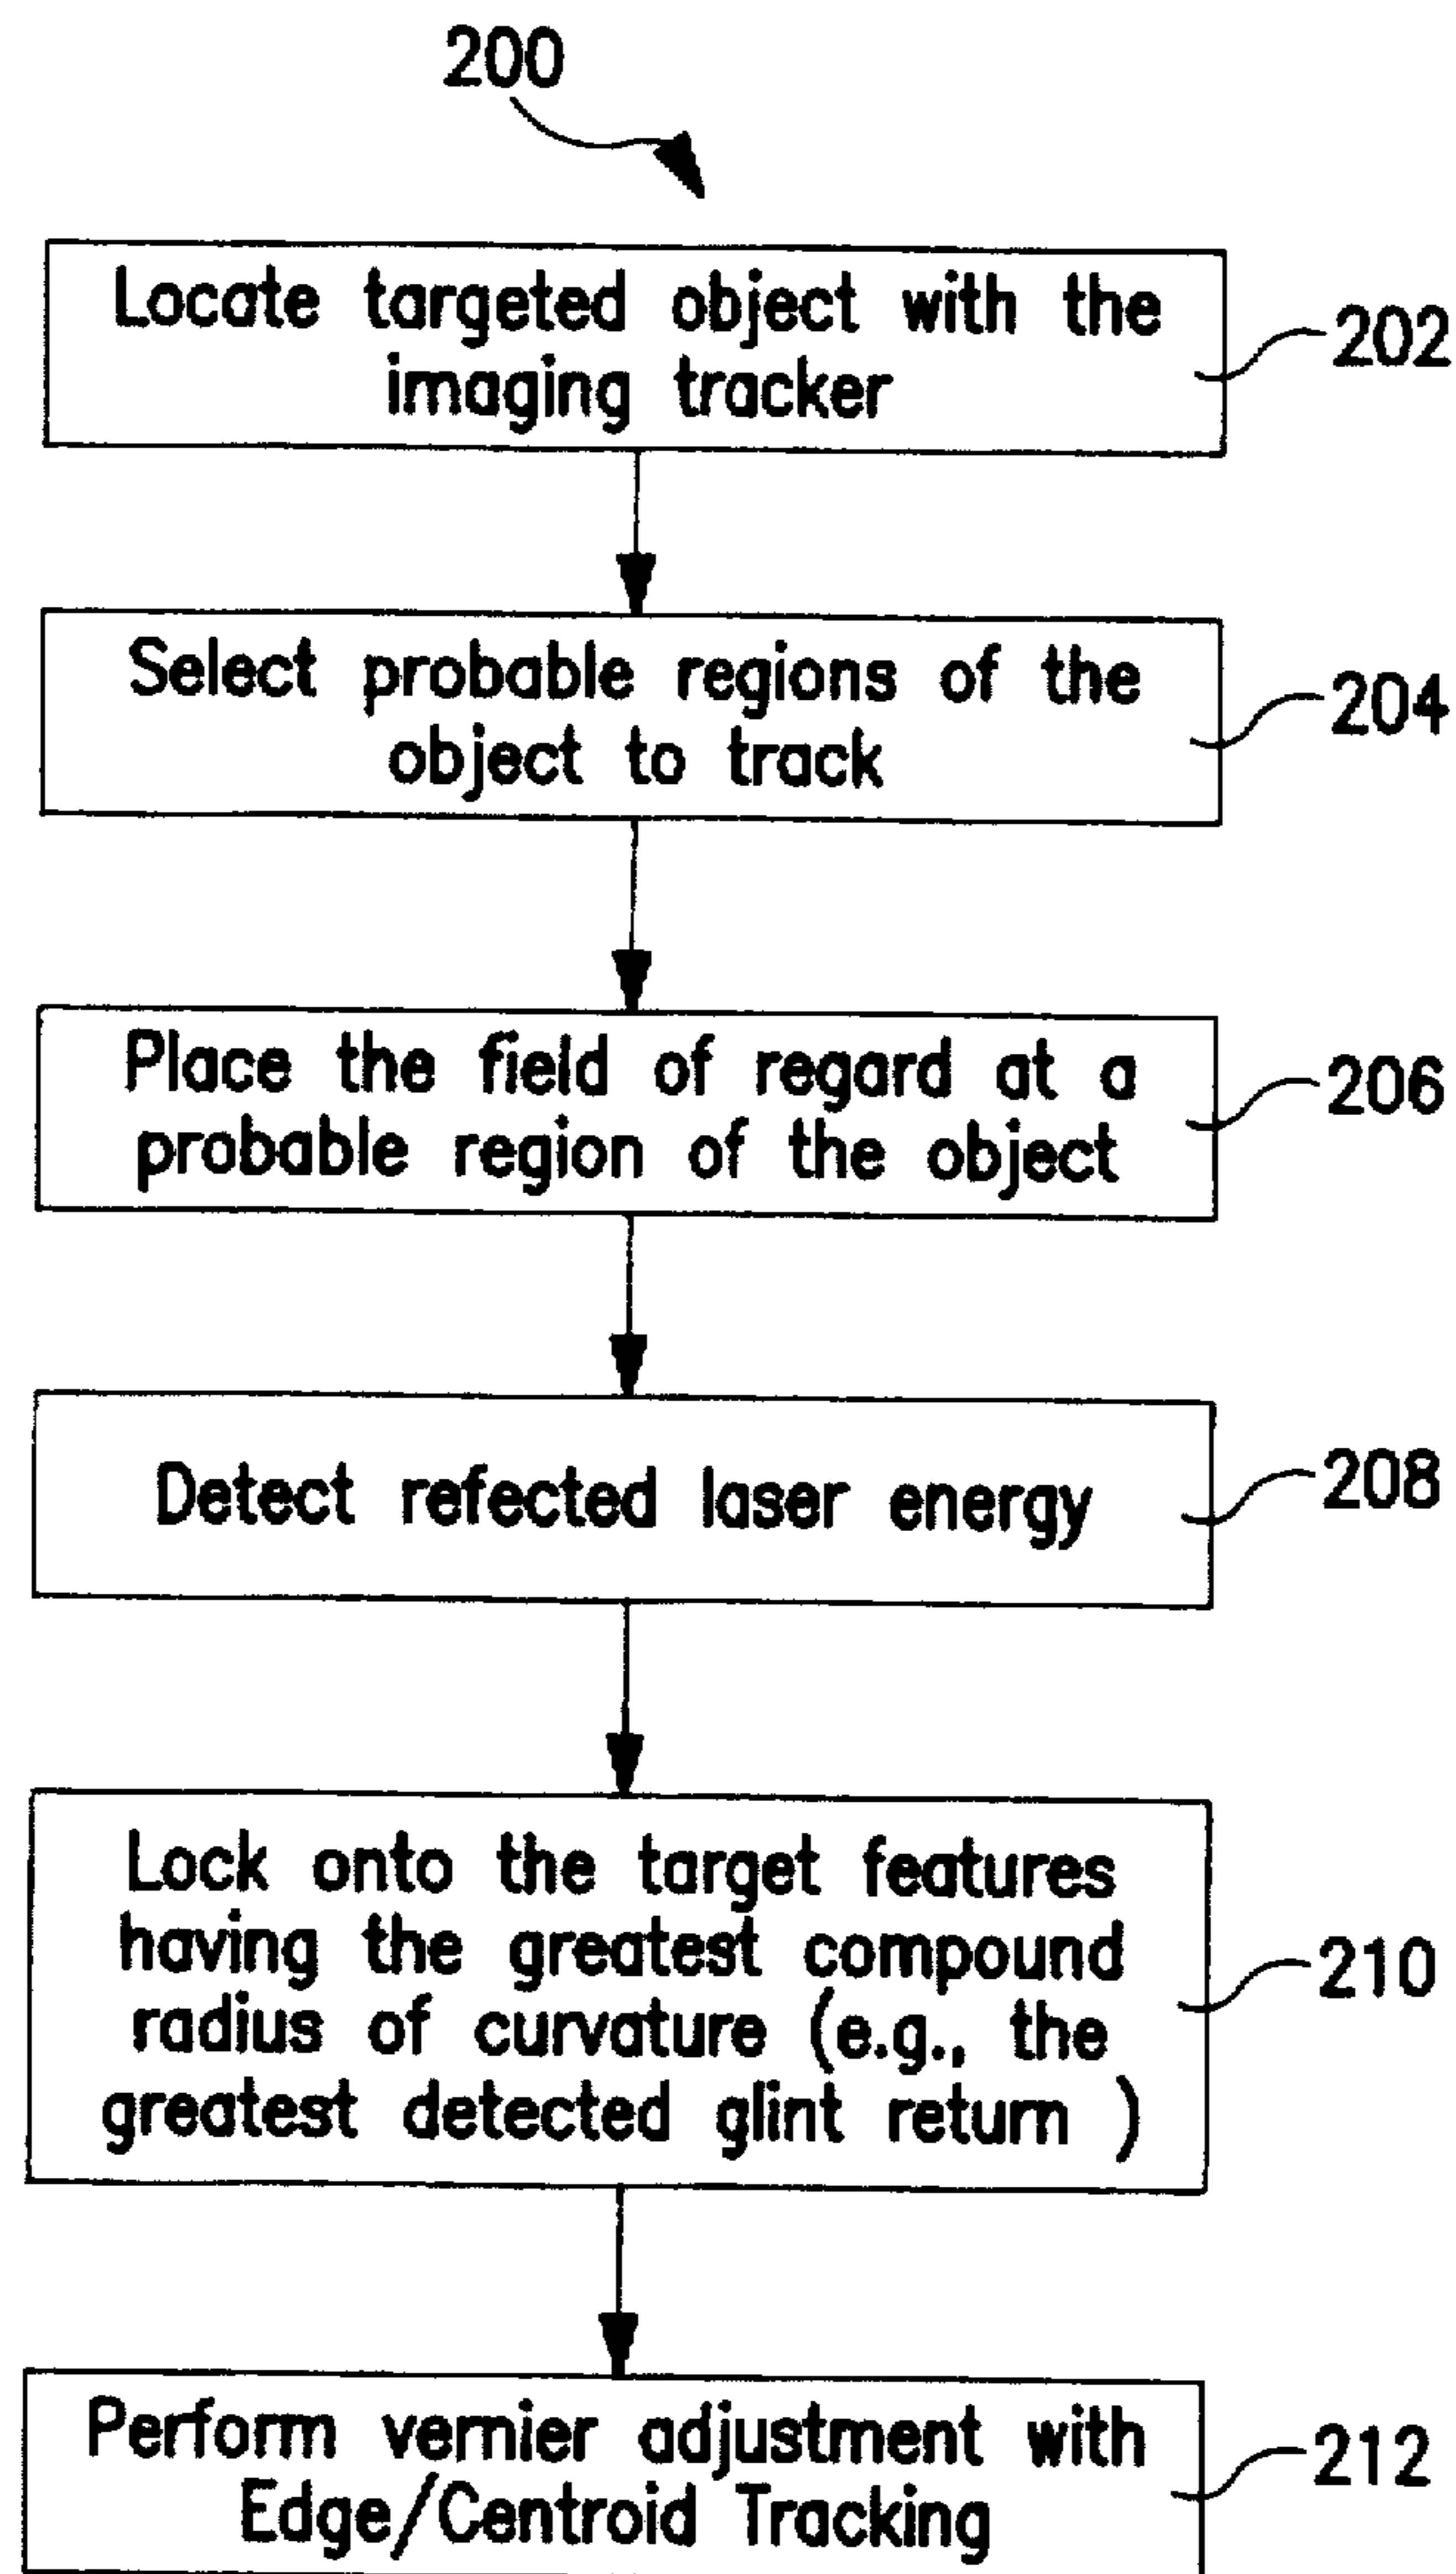 200
Locate targeted object with the
imaging tracker
202
Select probable regions of the
object to track
204
Place the field of regard at a
probable region of the object
206
Detect refected laser energy
208
Lock onto the target features
having the greatest compound
radius of curvature (e.g., the
greatest detected glint return )
210
Perform vernier adjustment with
Edge/Centroid Tracking
212